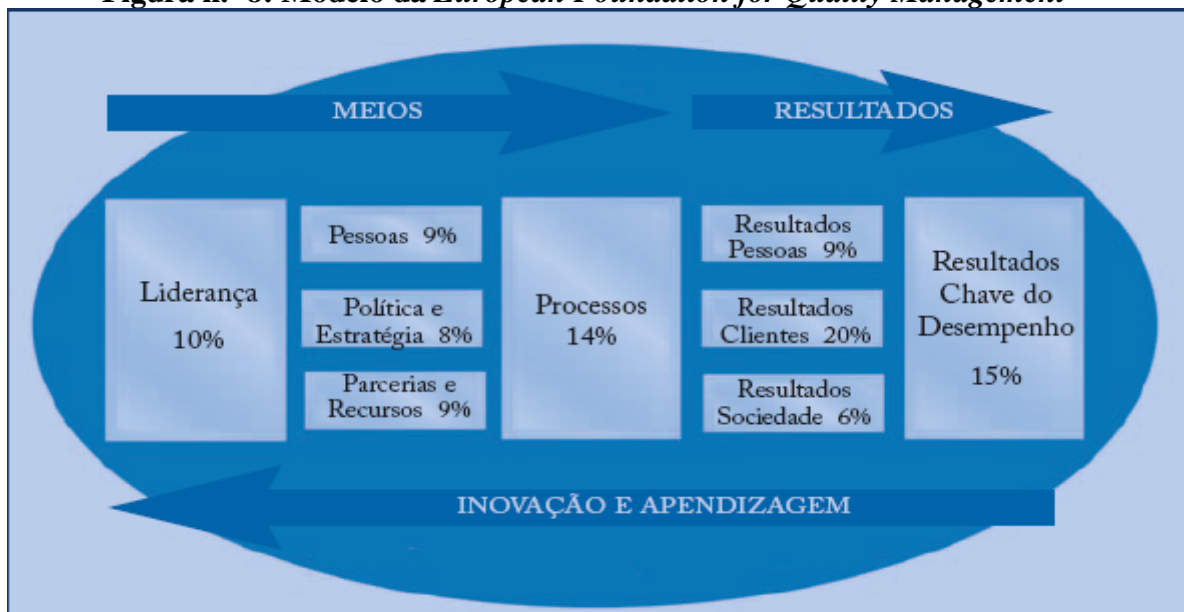 Figura n.º 8: Modelo da European Foundation for Quality Management
MEIOS
RESULTADOS
Liderança
10%
Pessoas 9%
Política e
Estratégia 8%
Parcerias e
Recursos 9%
Processos
14%
Resultados
Pessoas 9%
Resultados
Clientes 20%
Resultados
Sociedade 6%
Resultados
Chave do
Desempenho
15%
INOVAÇÃO E APENDIZAGEM